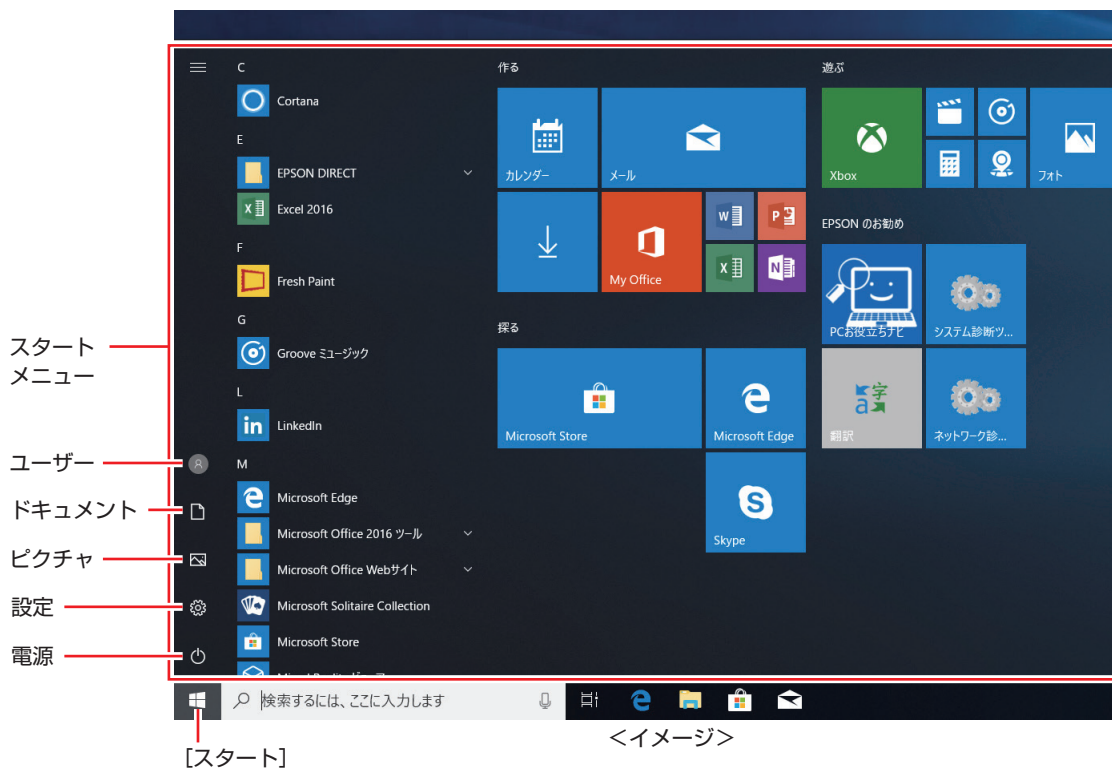 スタート
メニュー
ユーザー
ドキュメント
ピクチャ
設定
電源
C
Cortana
E
EPSON DIRECT
Excel 2016
F
Fresh Paint
G
Groove ミュージック
L
LinkedIn
M
Microsoft Edge
Microsoft Office 2016 ツール
Microsoft Office Webサイト
Microsoft Solitaire Collection
Microsoft Store
作る
カレンダー
メール
My Office
探る
Microsoft Store
Microsoft Edge
Skype
遊ぶ
Xbox
フォト
EPSON のお勧め
PCお役立ちナビ
システム診断ツ...
翻訳
ネットワーク診...
検索するには、ここに入力します
[スタート]
<イメージ>